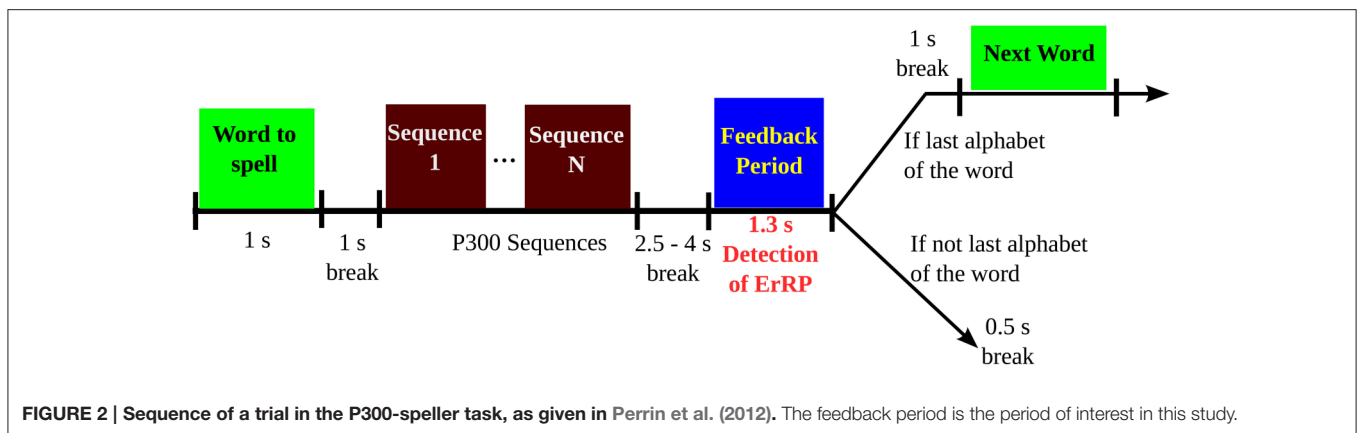 Word to
spell
1 s
1 s
break
Sequence
1
...
Sequence
N
P300 Sequences
2.5 - 4 s
break
Feedback
Period
1.3 s
Detection
of ErRP
1 s
break
Next Word
If last alphabet
of the word
If not last alphabet
of the word
0.5 s
break
FIGURE 2 | Sequence of a trial in the P300-speller task, as given in Perrin et al. (2012). The feedback period is the period of interest in this study.